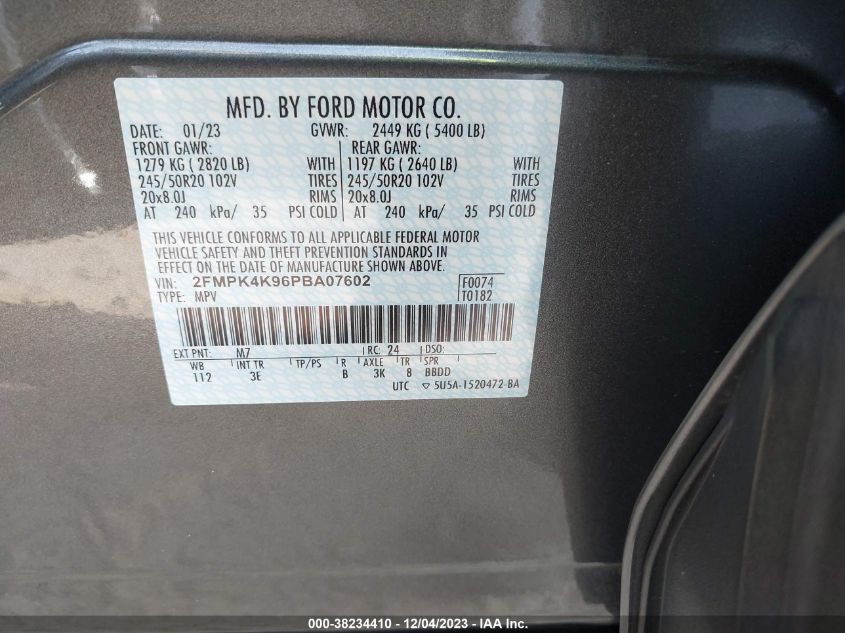 MFD. BY FORD MOTOR CO.
DATE: 01/23 GVWR: 2449 KG ( 5400 LB)
FRONT GAWR: REAR GAWR:
1279 KG ( 2820 LB) WITH 1197 KG ( 2640 LB) WITH
245/50R20 102V TIRES 245/50R20 102V TIRES
20x8.0J RIMS 20x8.0J RIMS
AT 240 kPa/ 35 PSI COLD AT 240 kPa/ 35 PSI COLD
THIS VEHICLE CONFORMS TO ALL APPLICABLE FEDERAL MOTOR
VEHICLE SAFETY AND THEFT PREVENTION STANDARDS IN
EFFECT ON THE DATE OF MANUFACTURE SHOWN ABOVE.
VIN: 2FMPK4K96PBA07602 F0074
TYPE: MPV T0182
EXT PNT: M7 RC: 24 DSO:
WB INT TR TP/PS R AXLE TR SPR
112 3E B 3K 8 BBDD
UTC ▽ 5U5A-1520472-BA
000-38234410 - 12/04/2023 - IAA Inc.